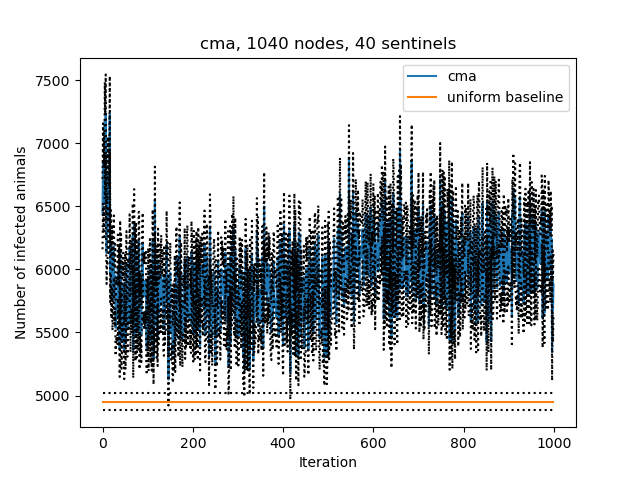 cma, 1040 nodes, 40 sentinels
cma
uniform baseline
Number of infected animals
7500
7000
6500
6000
5500
5000
0 200 400 600 800 1000
Iteration